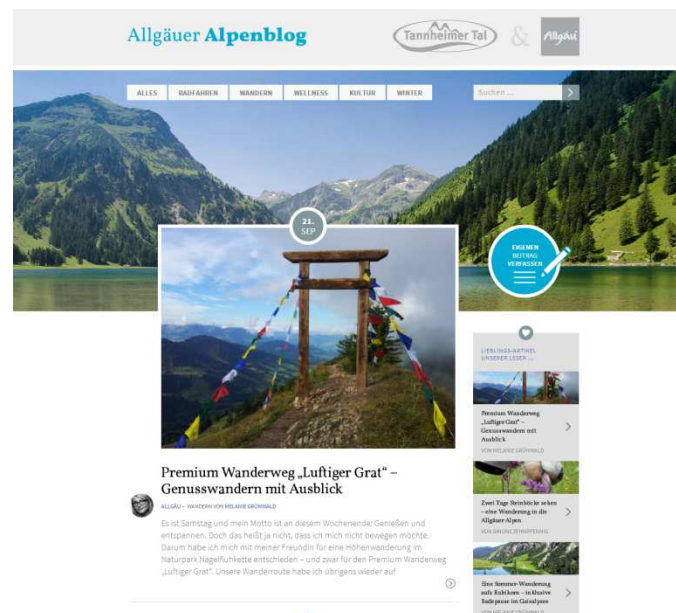 Allgäuer Alpenblog
Tannheimer Tal
&
Allgäu
ALLES RADFAHREN WANDERN WELLNESS KULTUR WINTER
Suchen ...
21.
SEP
EIGENEN
BEITRAG
VERFASSEN
Premium Wanderweg „Luftiger Grat“ –
Genusswandern mit Ausblick
ALLGÄU – WANDERN VON MELANIE GRÜNWALD
Es ist Samstag und mein Motto ist an diesem Wochenende: Genießen und
entspannen. Doch das heißt ja nicht, dass ich mich nicht bewegen möchte.
Darum habe ich mich mit meiner Freundin für eine Höhenwanderung im
Naturpark Nagelfluhkette entschieden – und zwar für den Premium Wanderweg
„Luftiger Grat“. Unsere Wanderroute habe ich übrigens wieder auf
LIEBLINGS-ARTIKEL
UNSERER LESER ...
Premium Wanderweg
„Luftiger Grat“ –
Genusswandern mit
Ausblick
VON MELANIE GRÜNWALD
Zwei Tage Steinböcke sehen
– eine Wanderung in die
Allgäuer Alpen
Eine Sommer-Wanderung
aufs Rubihorn – inklusive
Badepause im Gaisalpsee
VON MELANIE GRÜNWALD